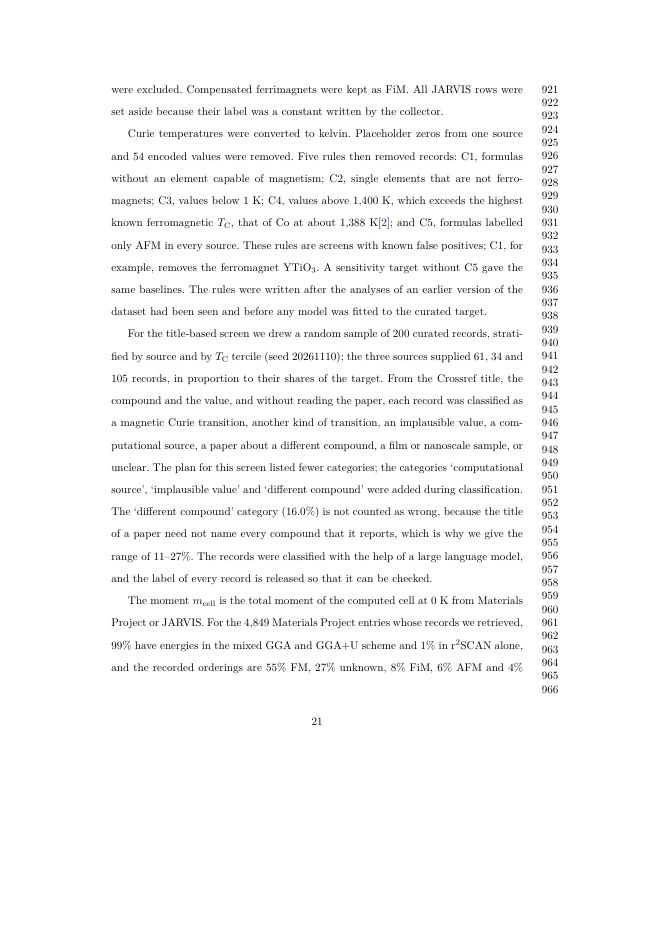 were excluded. Compensated ferrimagnets were kept as FiM. All JARVIS rows were
set aside because their label was a constant written by the collector.
Curie temperatures were converted to kelvin. Placeholder zeros from one source
and 54 encoded values were removed. Five rules then removed records: C1, formulas
without an element capable of magnetism; C2, single elements that are not ferro-
magnets; C3, values below 1 K; C4, values above 1,400 K, which exceeds the highest
known ferromagnetic T_C, that of Co at about 1,388 K[2]; and C5, formulas labelled
only AFM in every source. These rules are screens with known false positives; C1, for
example, removes the ferromagnet YTiO₃. A sensitivity target without C5 gave the
same baselines. The rules were written after the analyses of an earlier version of the
dataset had been seen and before any model was fitted to the curated target.
For the title-based screen we drew a random sample of 200 curated records, strati-
fied by source and by T_C tercile (seed 20261110); the three sources supplied 61, 34 and
105 records, in proportion to their shares of the target. From the Crossref title, the
compound and the value, and without reading the paper, each record was classified as
a magnetic Curie transition, another kind of transition, an implausible value, a com-
putational source, a paper about a different compound, a film or nanoscale sample, or
unclear. The plan for this screen listed fewer categories; the categories ‘computational
source’, ‘implausible value’ and ‘different compound’ were added during classification.
The ‘different compound’ category (16.0%) is not counted as wrong, because the title
of a paper need not name every compound that it reports, which is why we give the
range of 11–27%. The records were classified with the help of a large language model,
and the label of every record is released so that it can be checked.
The moment m_cell is the total moment of the computed cell at 0 K from Materials
Project or JARVIS. For the 4,849 Materials Project entries whose records we retrieved,
99% have energies in the mixed GGA and GGA+U scheme and 1% in r²SCAN alone,
and the recorded orderings are 55% FM, 27% unknown, 8% FiM, 6% AFM and 4%
921
922
923
924
925
926
927
928
929
930
931
932
933
934
935
936
937
938
939
940
941
942
943
944
945
946
947
948
949
950
951
952
953
954
955
956
957
958
959
960
961
962
963
964
965
966
21